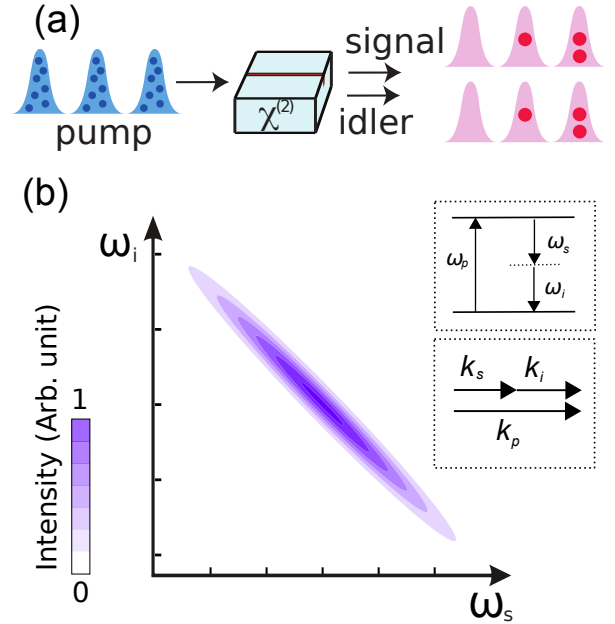 (a)
signal
χ(2)
idler
pump
(b)
ωi
ωp
ωs
ωi
ks
ki
kp
Intensity (Arb. unit)
1
0
ωs